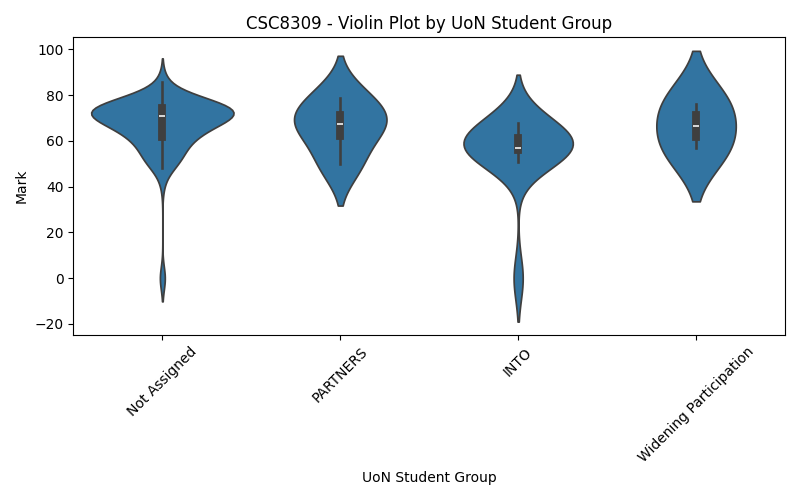 CSC8309 - Violin Plot by UoN Student Group
100
80
60
40
20
0
−20
Mark
Not Assigned
PARTNERS
INTO
Widening Participation
UoN Student Group